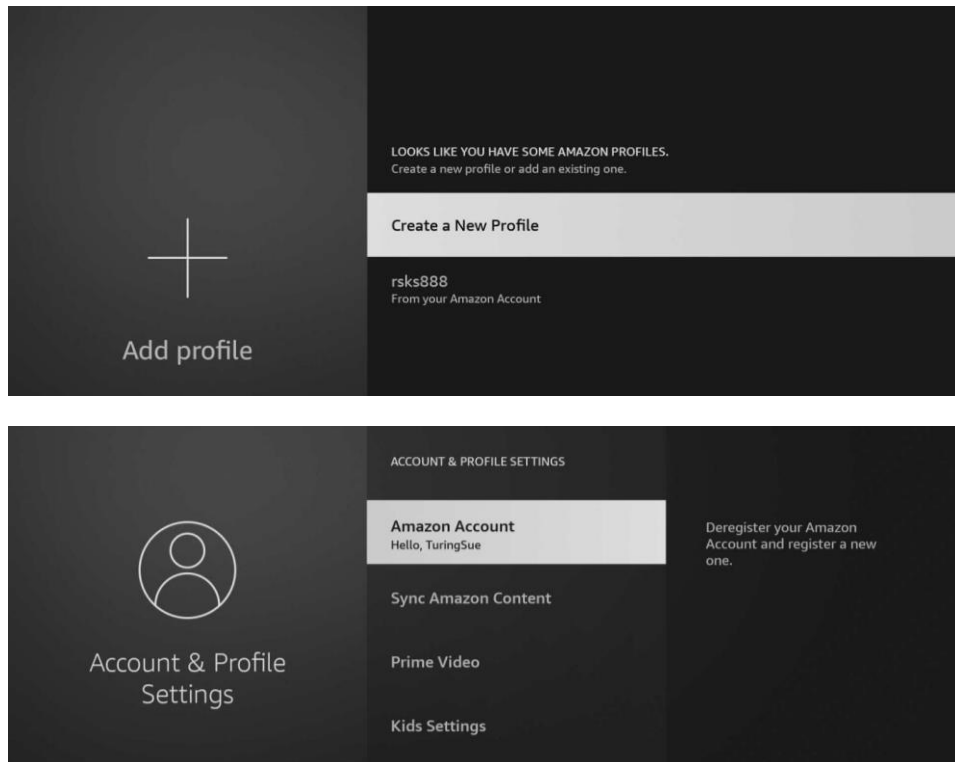 LOOKS LIKE YOU HAVE SOME AMAZON PROFILES.
Create a new profile or add an existing one.
Create a New Profile
rsks888
From your Amazon Account
Add profile
ACCOUNT & PROFILE SETTINGS
Amazon Account
Hello, TuringSue
Deregister your Amazon
Account and register a new
one.
Sync Amazon Content
Prime Video
Kids Settings
Account & Profile
Settings